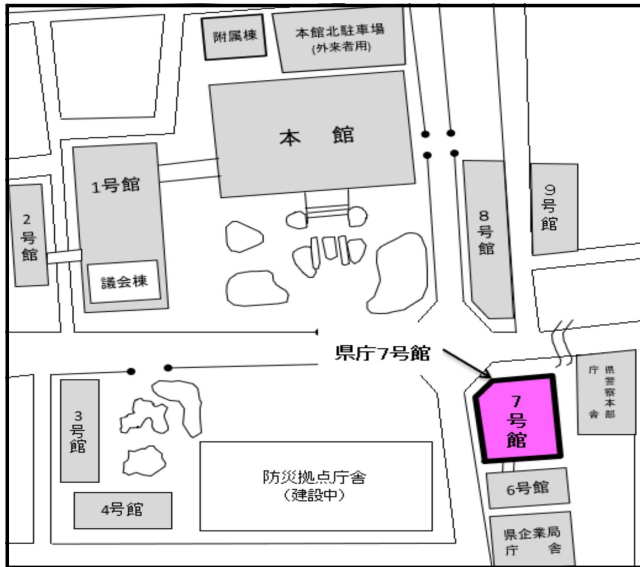 附属棟
本館北駐車場
(外来者用)
本 館
1号館
2号館
議会棟
8号館
9号館
県庁7号館
県警察本部
庁舎
7号館
3号館
4号館
防災拠点庁舎
(建設中)
6号館
県企業局
庁 舎